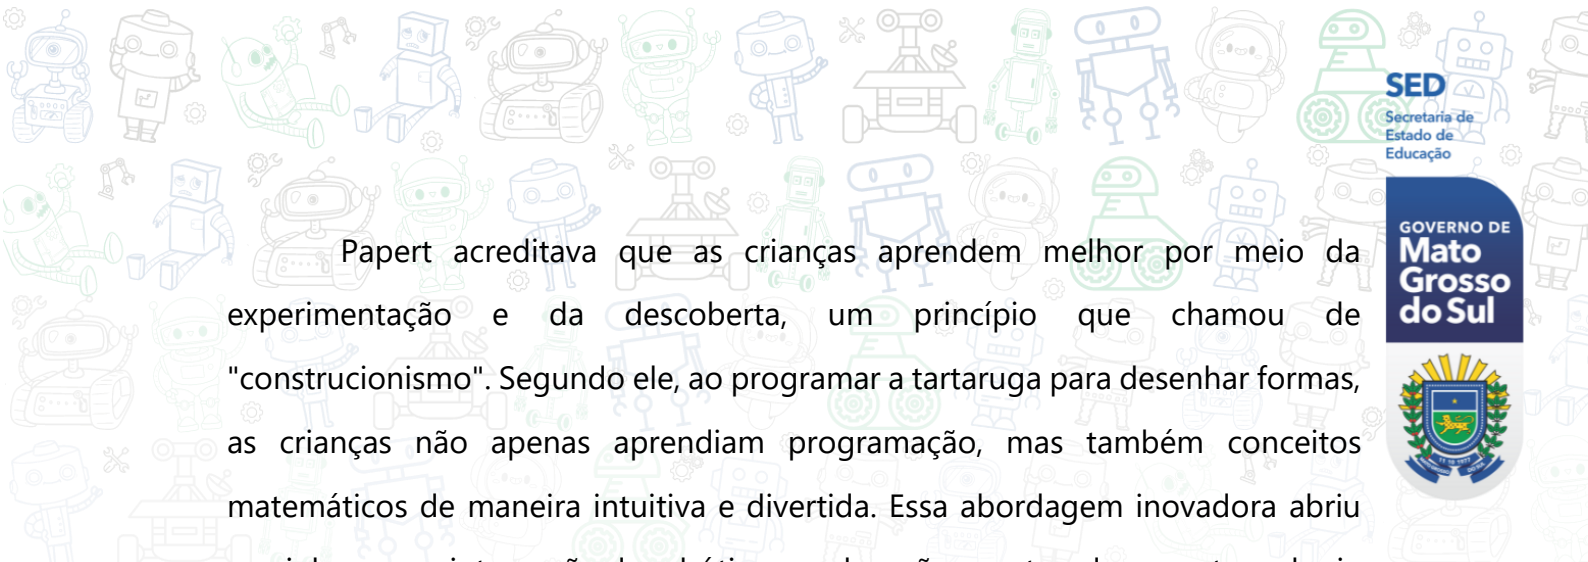 SED
Secretaria de
Estado de
Educação
GOVERNO DE
Mato
Grosso
do Sul
Papert acreditava que as crianças aprendem melhor por meio da
experimentação e da descoberta, um princípio que chamou de
"construcionismo". Segundo ele, ao programar a tartaruga para desenhar formas,
as crianças não apenas aprendiam programação, mas também conceitos
matemáticos de maneira intuitiva e divertida. Essa abordagem inovadora abriu